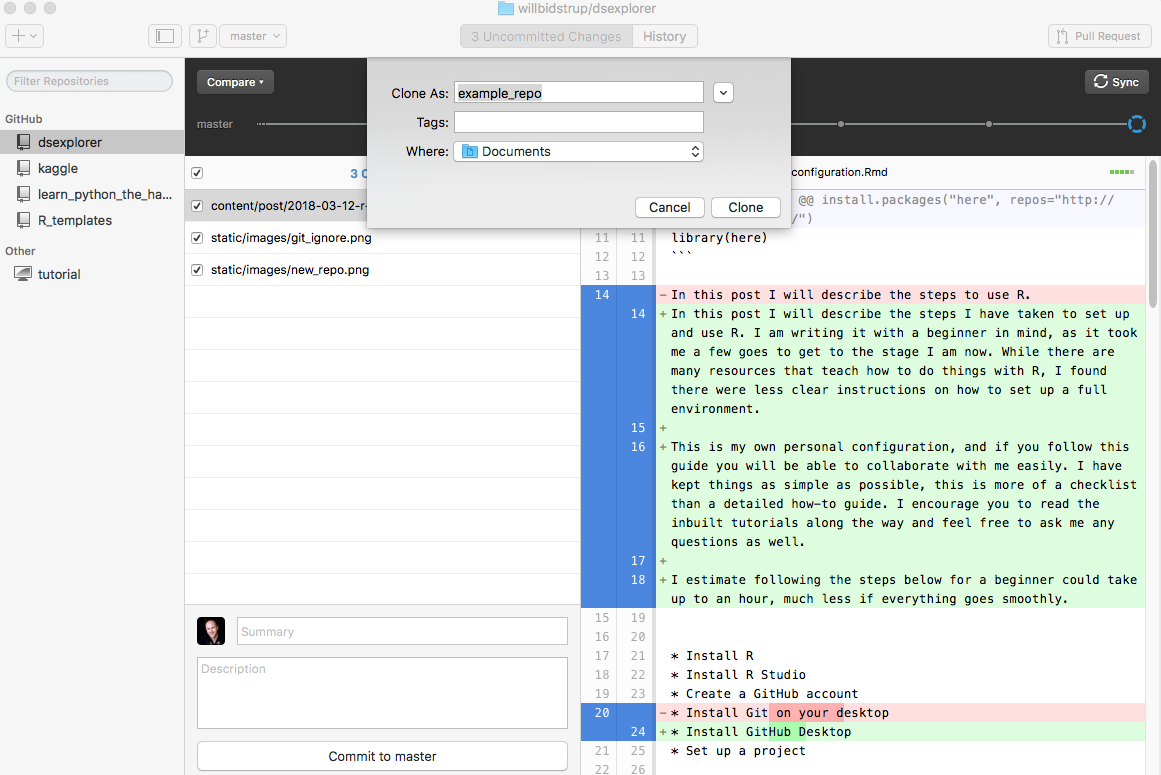 willbidstrup/dsexplorer
master
3 Uncommitted Changes
History
Pull Request
Filter Repositories
GitHub
dsexplorer
kaggle
learn_python_the_ha...
R_templates
Other
tutorial
Compare
Sync
master
Clone As: example_repo
Tags:
Where: Documents
Cancel
Clone
3 C
content/post/2018-03-12-r-
static/images/git_ignore.png
static/images/new_repo.png
Summary
Description
Commit to master
configuration.Rmd
@@ install.packages("here", repos="http://
/")
11 11 library(here)
12 12 ```
13 13
14 -In this post I will describe the steps to use R.
14 +In this post I will describe the steps I have taken to set up
and use R. I am writing it with a beginner in mind, as it took
me a few goes to get to the stage I am now. While there are
many resources that teach how to do things with R, I found
there were less clear instructions on how to set up a full
environment.
15 +
16 +This is my own personal configuration, and if you follow this
guide you will be able to collaborate with me easily. I have
kept things as simple as possible, this is more of a checklist
than a detailed how-to guide. I encourage you to read the
inbuilt tutorials along the way and feel free to ask me any
questions as well.
17 +
18 +I estimate following the steps below for a beginner could take
up to an hour, much less if everything goes smoothly.
15 19
16 20
17 21 * Install R
18 22 * Install R Studio
19 23 * Create a GitHub account
20 -* Install Git on your desktop
24 +* Install GitHub Desktop
21 25 * Set up a project
22 26